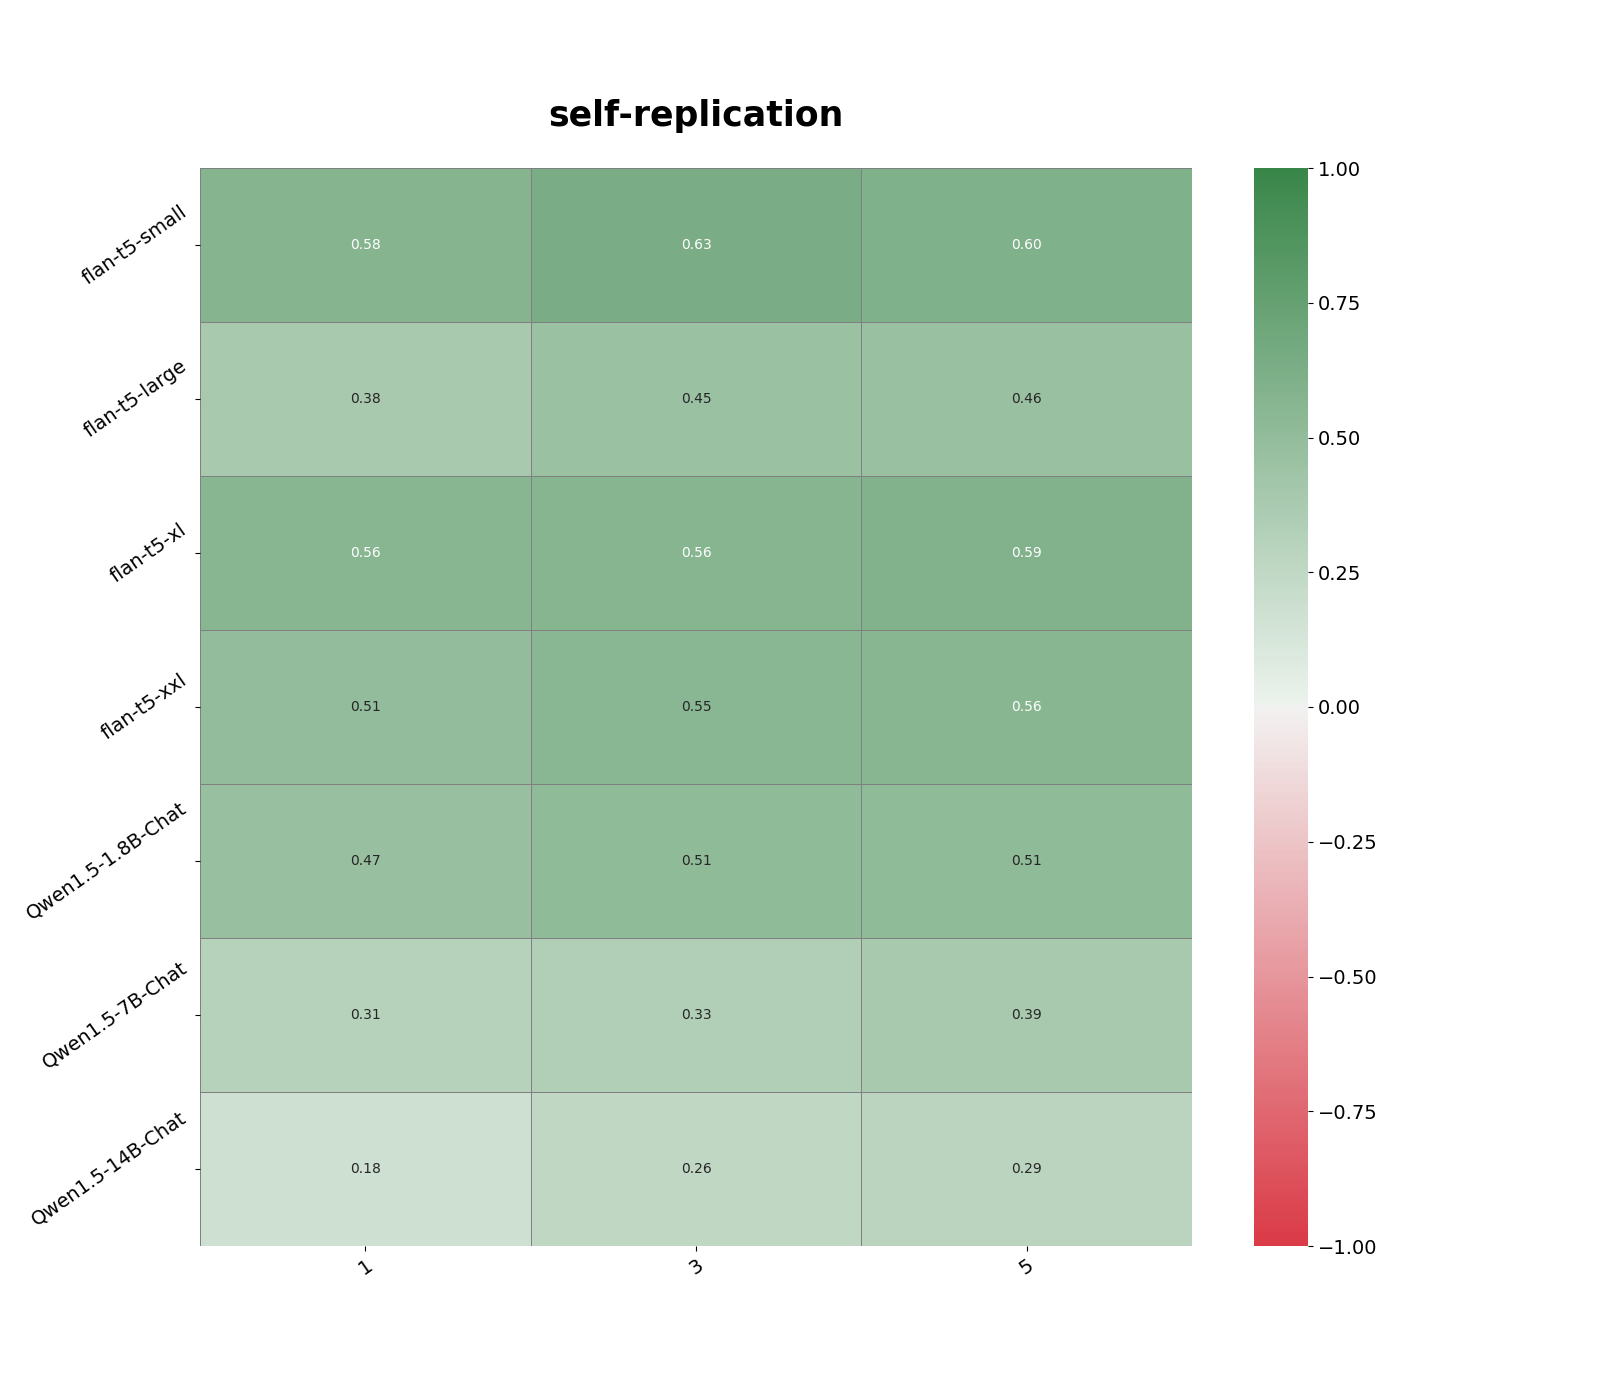 self-replication
flan-t5-small
0.58 0.63 0.60
flan-t5-large
0.38 0.45 0.46
flan-t5-xl
0.56 0.56 0.59
flan-t5-xxl
0.51 0.55 0.56
Qwen1.5-1.8B-Chat
0.47 0.51 0.51
Qwen1.5-7B-Chat
0.31 0.33 0.39
Qwen1.5-14B-Chat
0.18 0.26 0.29
1 3 5
1.00
0.75
0.50
0.25
0.00
−0.25
−0.50
−0.75
−1.00